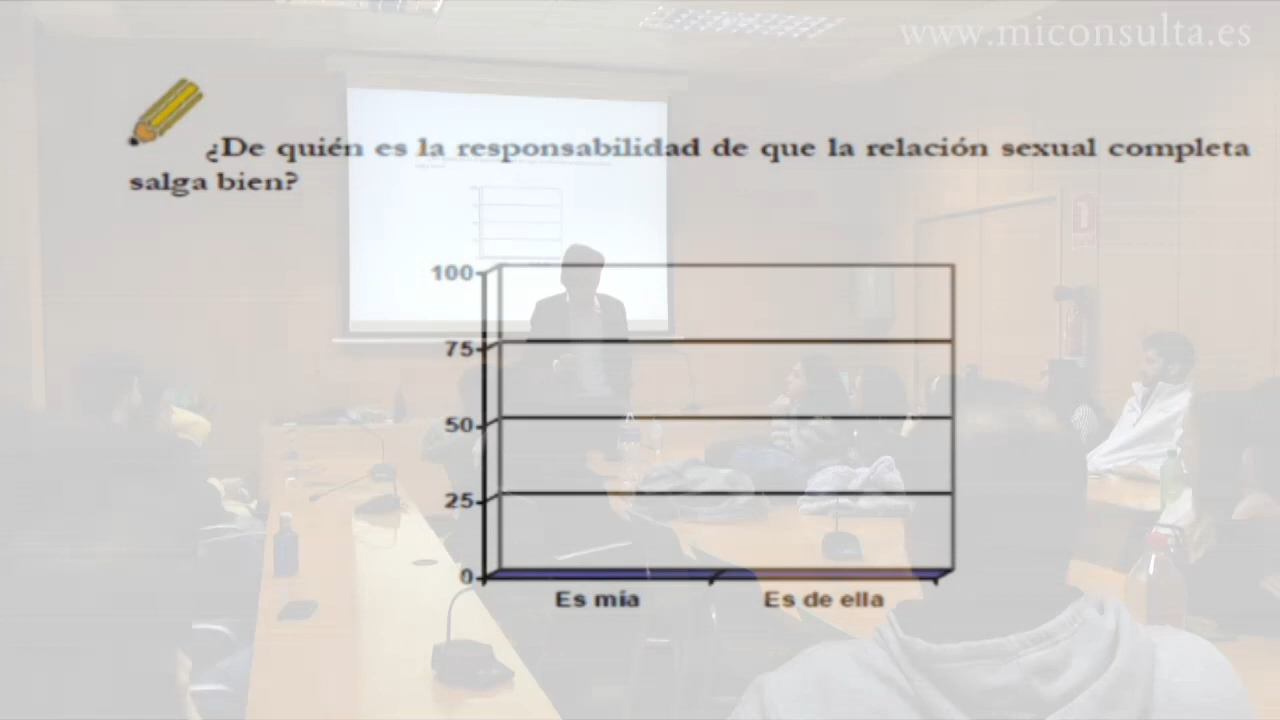 www.miconsulta.es
¿De quién es la responsabilidad de que la relación sexual completa
salga bien?
100
75
50
25
0
Es mía
Es de ella